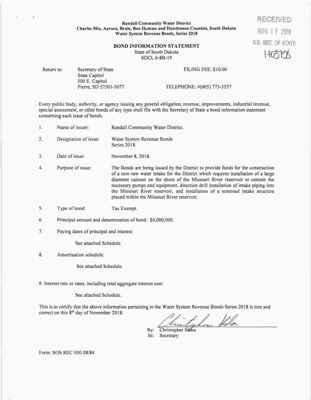 Randall Community Water District
Charles Mix, Aurora, Brule, Bon Homme and Hutchinson Counties, South Dakota
Water System Revenue Bonds, Series 2018
RECEIVED
NOV 13 2018
S.D. SEC OF STATE
BOND INFORMATION STATEMENT
State of South Dakota
SDCL 6-8B-19
Return to: Secretary of State FILING FEE: $10.00
State Capitol
500 E. Capitol
Pierre, SD 57501-5077 TELEPHONE: #(605) 773-3537
Every public body, authority, or agency issuing any general obligation, revenue, improvements, industrial revenue,
special assessment, or other bonds of any type shall file with the Secretary of State a bond information statement
concerning each issue of bonds.
1. Name of issuer: Randall Community Water District.
2. Designation of issue: Water System Revenue Bonds
Series 2018.
3. Date of issue: November 8, 2018.
4. Purpose of issue: The Bonds are being issued by the District to provide funds for the construction
of a new raw water intake for the District which requires installation of a large
diameter caisson on the shore of the Missouri River reservoir to contain the
necessary pumps and equipment, direction drill installation of intake piping into
the Missouri River reservoir, and installation of a screened intake structure
placed within the Missouri River reservoir.
5. Type of bond: Tax Exempt.
6. Principal amount and denomination of bond: $4,000,000.
7. Paying dates of principal and interest:
See attached Schedule.
8. Amortization schedule:
See attached Schedule.
9. Interest rate or rates, including total aggregate interest cost:
See attached Schedule.
This is to certify that the above information pertaining to the Water System Revenue Bonds Series 2018 is true and
correct on this 8th day of November 2018.
By: Christopher
Its: Secretary
Form: SOS REC 050 08/84